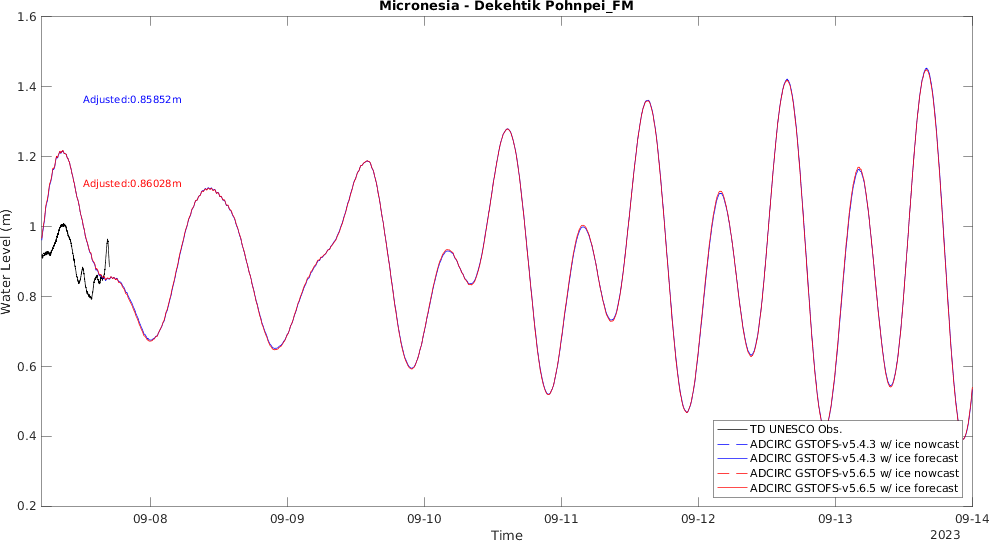 Micronesia - Dekehtik Pohnpei_FM
1.6
1.4
1.2
1
0.8
0.6
0.4
0.2
Water Level (m)
Adjusted:0.85852m
Adjusted:0.86028m
TD UNESCO Obs.
ADCIRC GSTOFS-v5.4.3 w/ ice nowcast
ADCIRC GSTOFS-v5.4.3 w/ ice forecast
ADCIRC GSTOFS-v5.6.5 w/ ice nowcast
ADCIRC GSTOFS-v5.6.5 w/ ice forecast
09-08
09-09
09-10
09-11
09-12
09-13
09-14
Time
2023